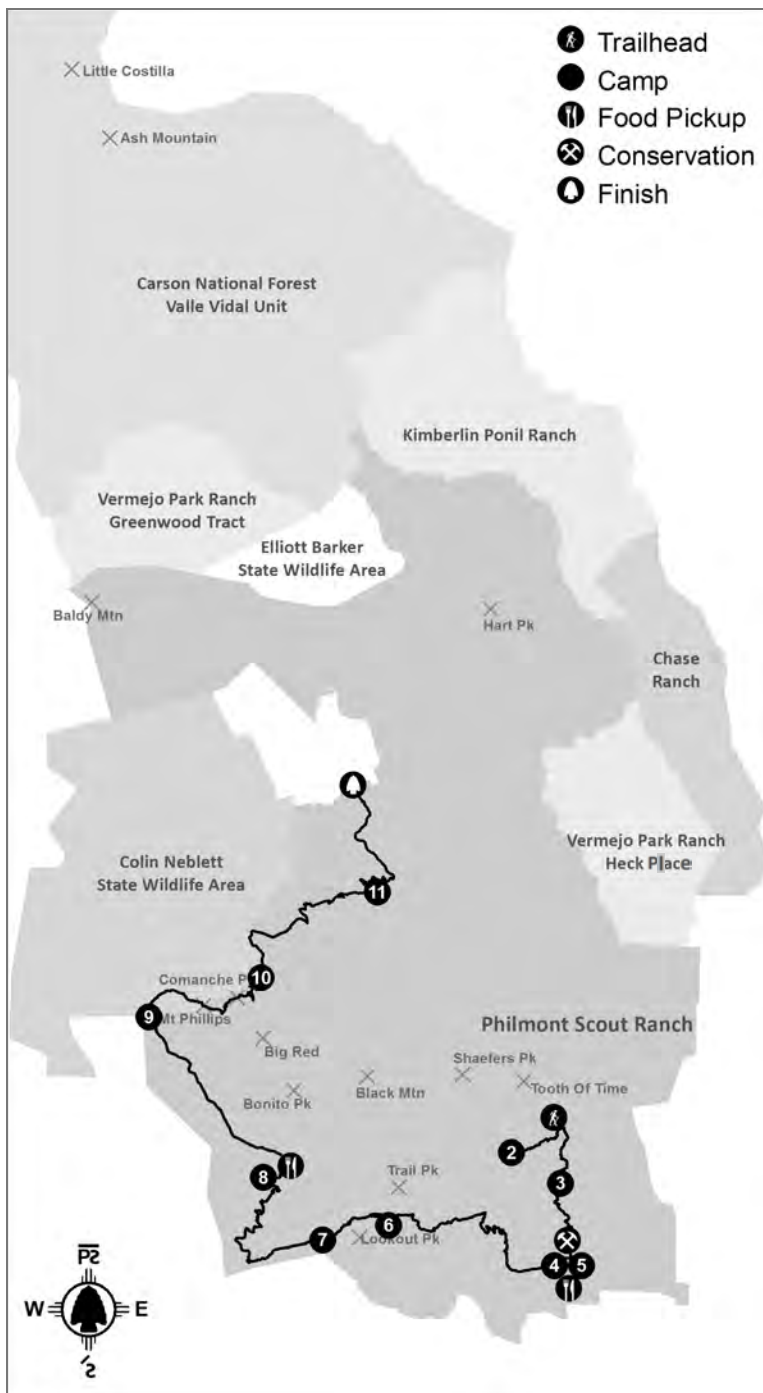 Little Costilla
Ash Mountain
Trailhead
Camp
Food Pickup
Conservation
Finish
Carson National Forest
Valle Vidal Unit
Kimberlin Ponil Ranch
Vermejo Park Ranch
Greenwood Tract
Elliott Barker
State Wildlife Area
Baldy Mtn
Hart Pk
Chase
Ranch
Colin Neblett
State Wildlife Area
Vermejo Park Ranch
Heck Place
11
Comanche P
10
9
Mt Phillips
Philmont Scout Ranch
Big Red
Bonito Pk
Black Mtn
Shaefers Pk
Tooth Of Time
2
3
8
Trail Pk
7
6
Lookout Pk
4
5
W
E